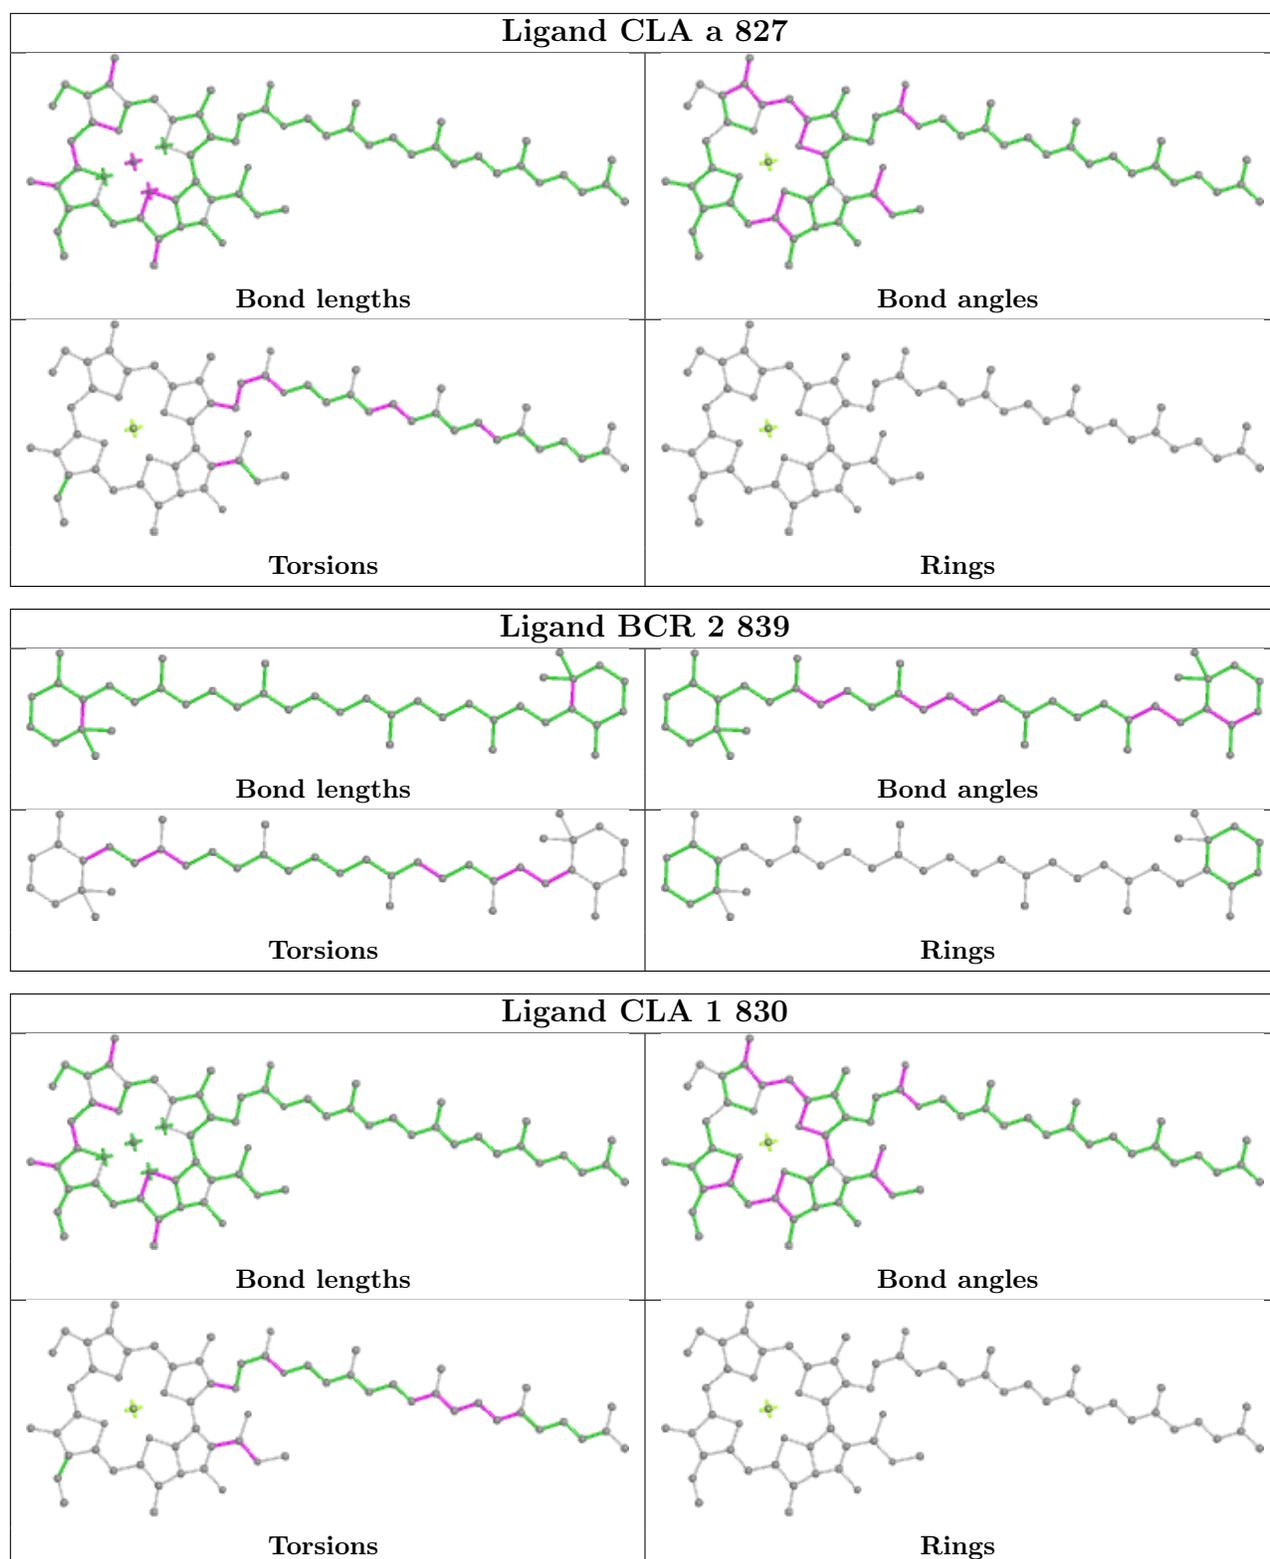 Ligand CLA a 827
Bond lengths
Bond angles
Torsions
Rings
Ligand BCR 2 839
Bond lengths
Bond angles
Torsions
Rings
Ligand CLA 1 830
Bond lengths
Bond angles
Torsions
Rings